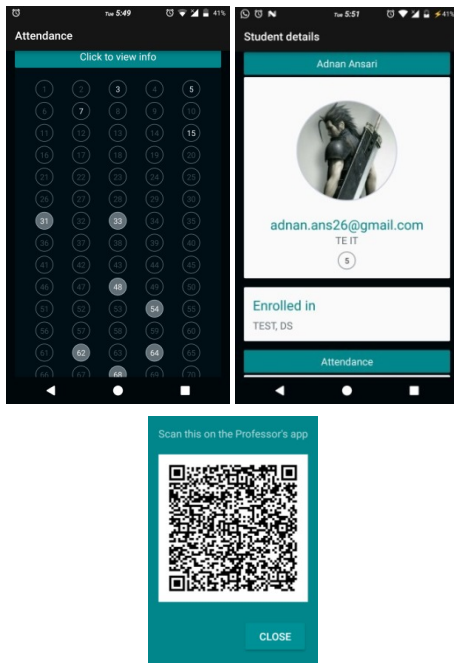 Tue 5:49
41%
Attendance
Click to view info
1 2 3 4 5
6 7 8 9 10
11 12 13 14 15
16 17 18 19 20
21 22 23 24 25
26 27 28 29 30
31 32 33 34 35
36 37 38 39 40
41 42 43 44 45
46 47 48 49 50
51 52 53 54 55
56 57 58 59 60
61 62 63 64 65
66 67 68 69 70
Tue 5:51
41%
Student details
Adnan Ansari
adnan.ans26@gmail.com
TE IT
5
Enrolled in
TEST, DS
Attendance
Scan this on the Professor's app
CLOSE